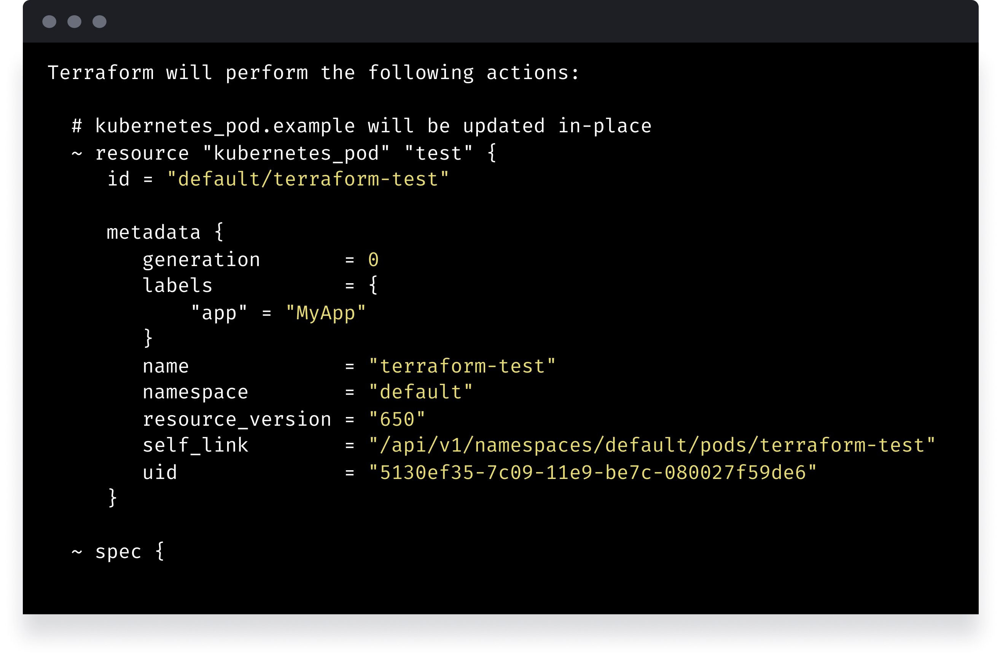 Terraform will perform the following actions:
# kubernetes_pod.example will be updated in-place
~ resource "kubernetes_pod" "test" {
id = "default/terraform-test"
metadata {
generation = 0
labels = {
"app" = "MyApp"
}
name = "terraform-test"
namespace = "default"
resource_version = "650"
self_link = "/api/v1/namespaces/default/pods/terraform-test"
uid = "5130ef35-7c09-11e9-be7c-080027f59de6"
}
~ spec {